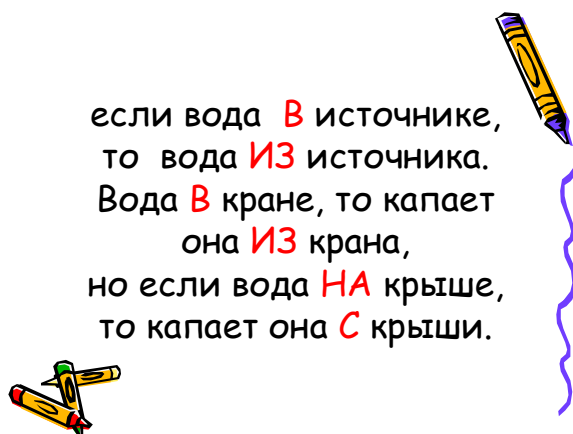 если вода В источнике,
то вода ИЗ источника.
Вода В кране, то капает
она ИЗ крана,
но если вода НА крыше,
то капает она С крыши.